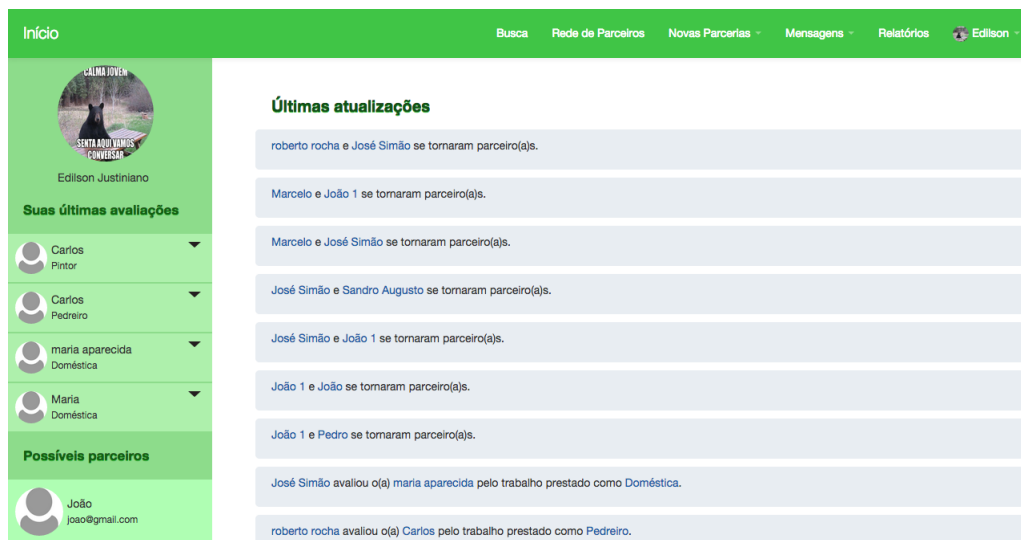 Início
Busca
Rede de Parceiros
Novas Parcerias
Mensagens
Relatórios
Edilson
CALMA JOVEM
SENTA AQUI VAMOS
CONVERSAR
Edilson Justiniano
Suas últimas avaliações
Carlos
Pintor
Carlos
Pedreiro
maria aparecida
Doméstica
Maria
Doméstica
Possíveis parceiros
João
joao@gmail.com
Últimas atualizações
roberto rocha e José Simão se tornaram parceiro(a)s.
Marcelo e João 1 se tornaram parceiro(a)s.
Marcelo e José Simão se tornaram parceiro(a)s.
José Simão e Sandro Augusto se tornaram parceiro(a)s.
José Simão e João 1 se tornaram parceiro(a)s.
João 1 e João se tornaram parceiro(a)s.
João 1 e Pedro se tornaram parceiro(a)s.
José Simão avaliou o(a) maria aparecida pelo trabalho prestado como Doméstica.
roberto rocha avaliou o(a) Carlos pelo trabalho prestado como Pedreiro.